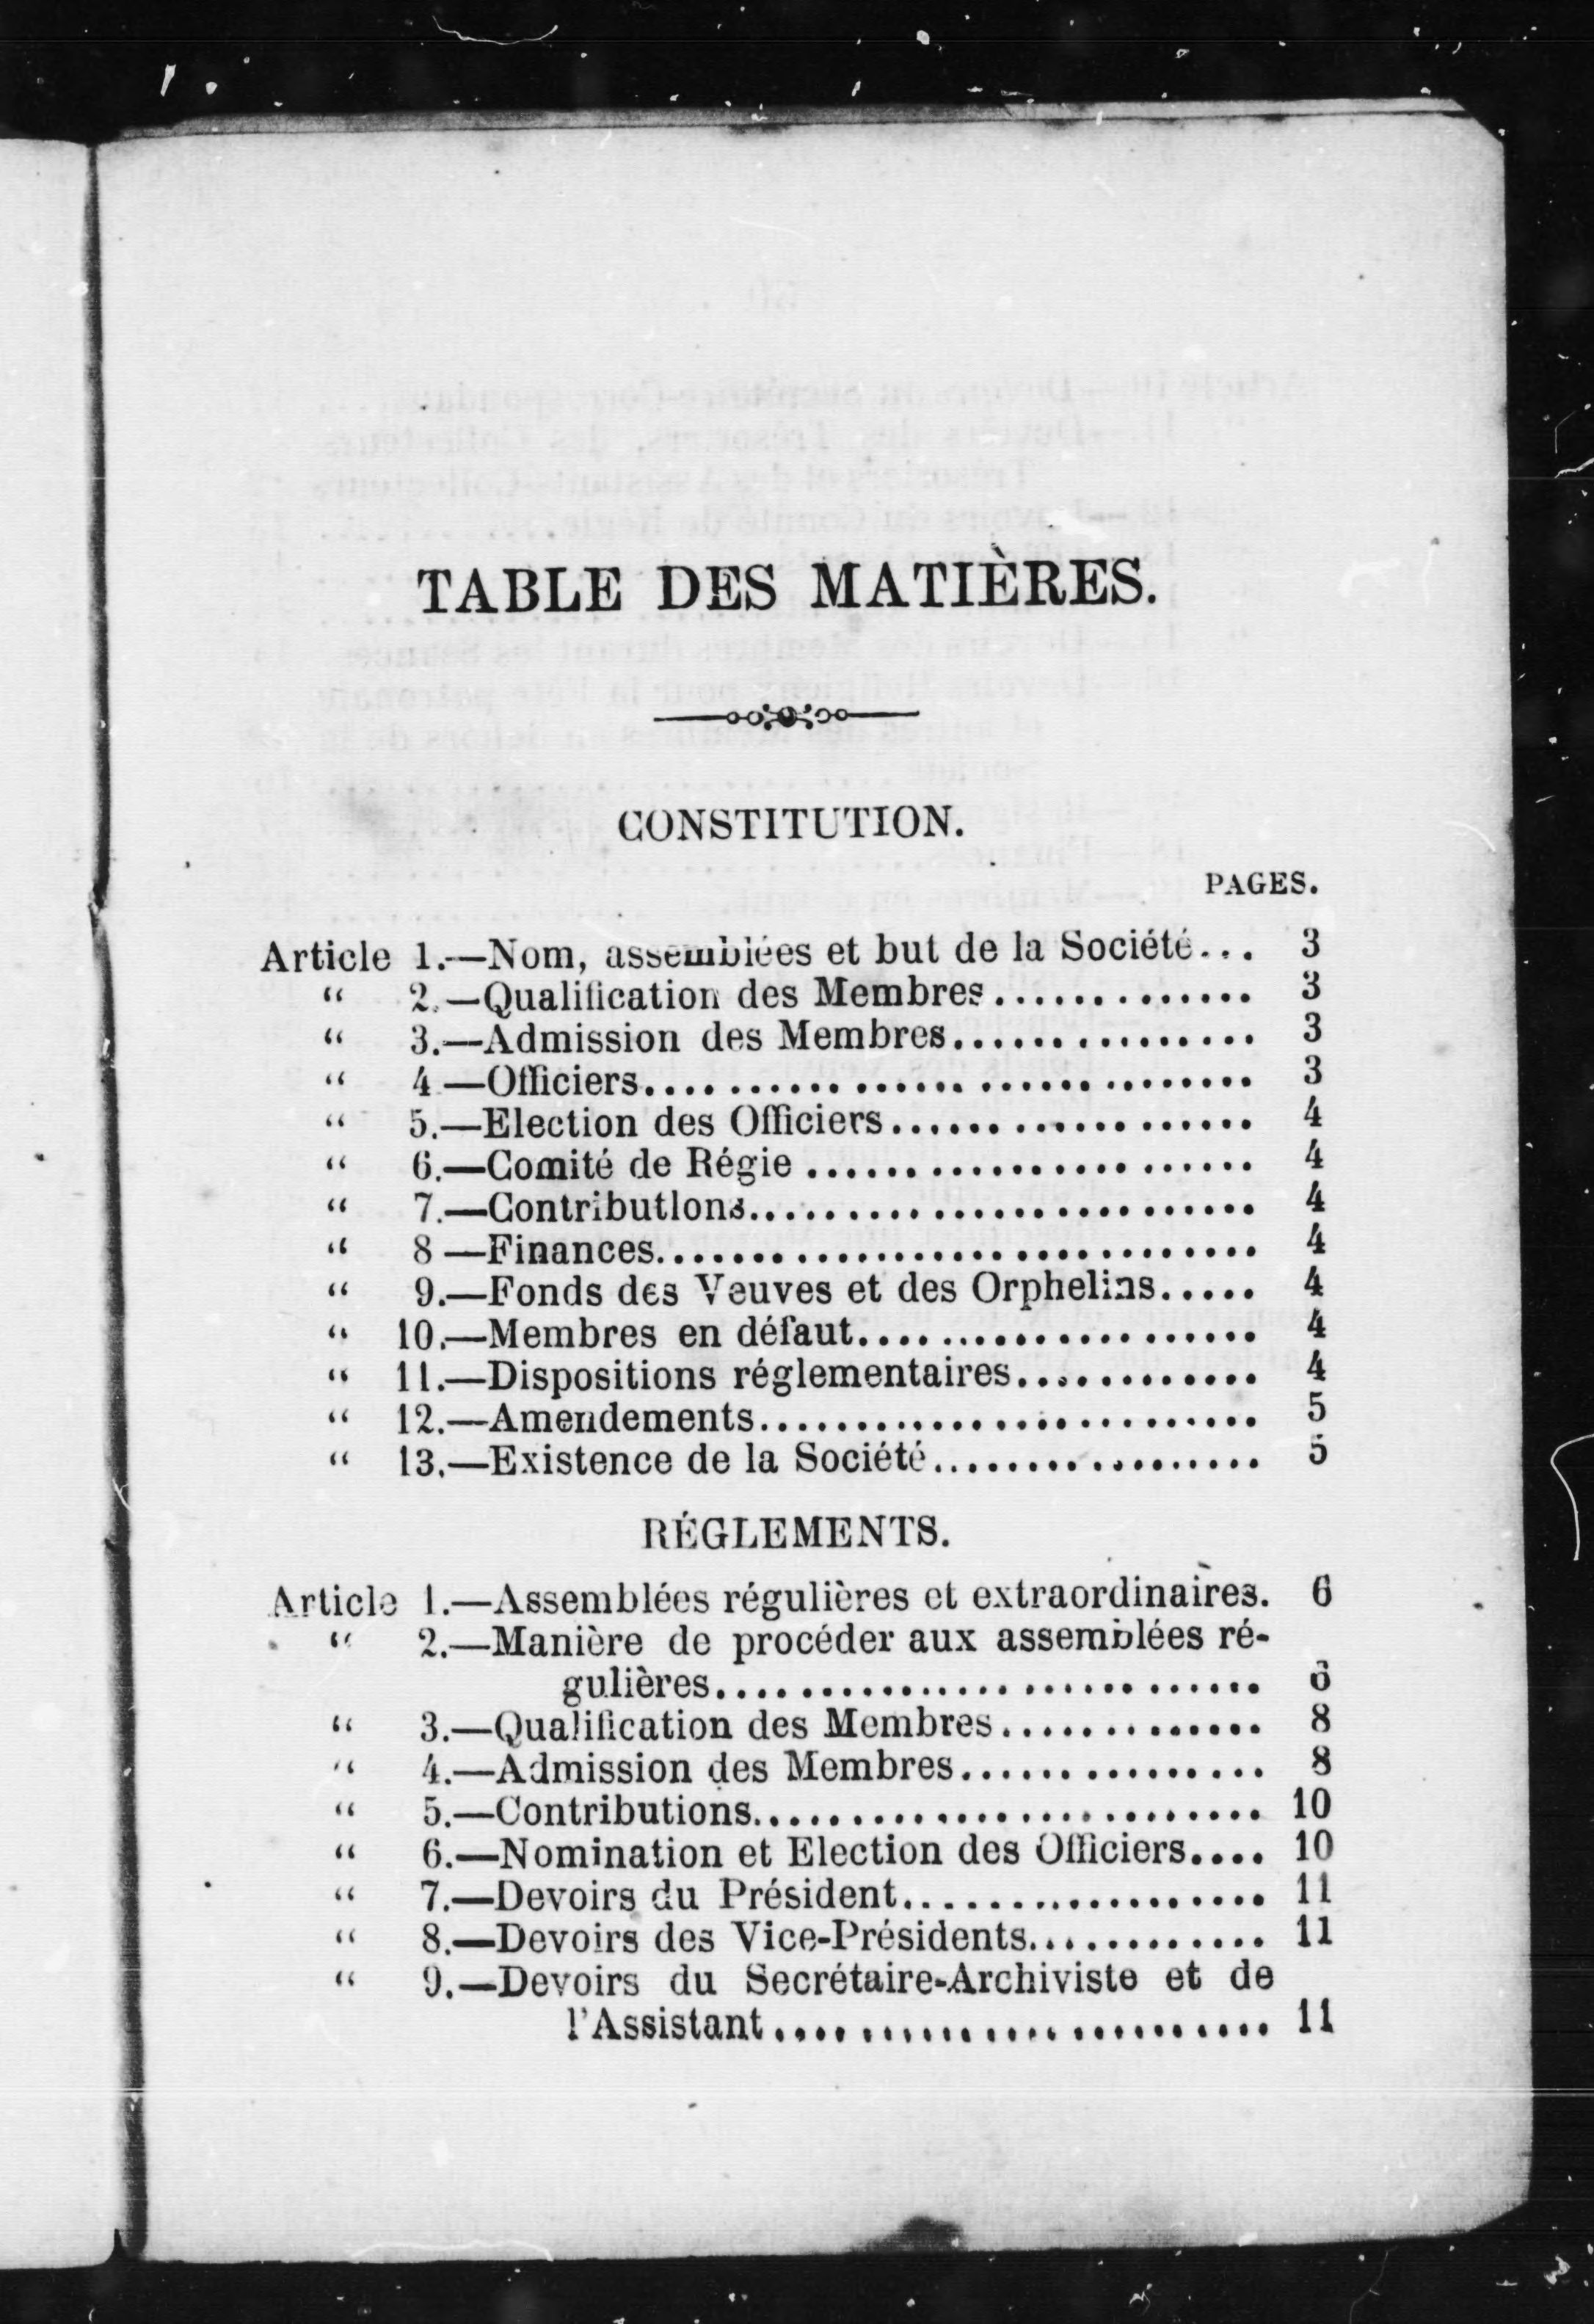 TABLE DES MATIÈRES.
CONSTITUTION.
PAGES.
Article 1.—Nom, assemblées et but de la Société... 3
“ 2.—Qualification des Membres.............. 3
“ 3.—Admission des Membres................ 3
“ 4—Officiers.............................. 3
“ 5.—Election des Officiers................... 4
“ 6.—Comité de Régie ...................... 4
“ 7.—Contributions.......................... 4
“ 8—Finances............................... 4
“ 9.—Fonds des Veuves et des Orphelins..... 4
“ 10.—Membres en défaut.................... 4
“ 11.—Dispositions réglementaires............ 4
“ 12.—Amendements.......................... 5
“ 13.—Existence de la Société................. 5
RÉGLEMENTS.
Article 1.—Assemblées régulières et extraordinaires. 6
“ 2.—Manière de procéder aux assemblées ré-
gulières............................ 6
“ 3.—Qualification des Membres.............. 8
“ 4.—Admission des Membres................ 8
“ 5.—Contributions.......................... 10
“ 6.—Nomination et Election des Officiers.... 10
“ 7.—Devoirs du Président................... 11
“ 8.—Devoirs des Vice-Présidents............ 11
“ 9.—Devoirs du Secrétaire-Archiviste et de
l’Assistant.......................... 11